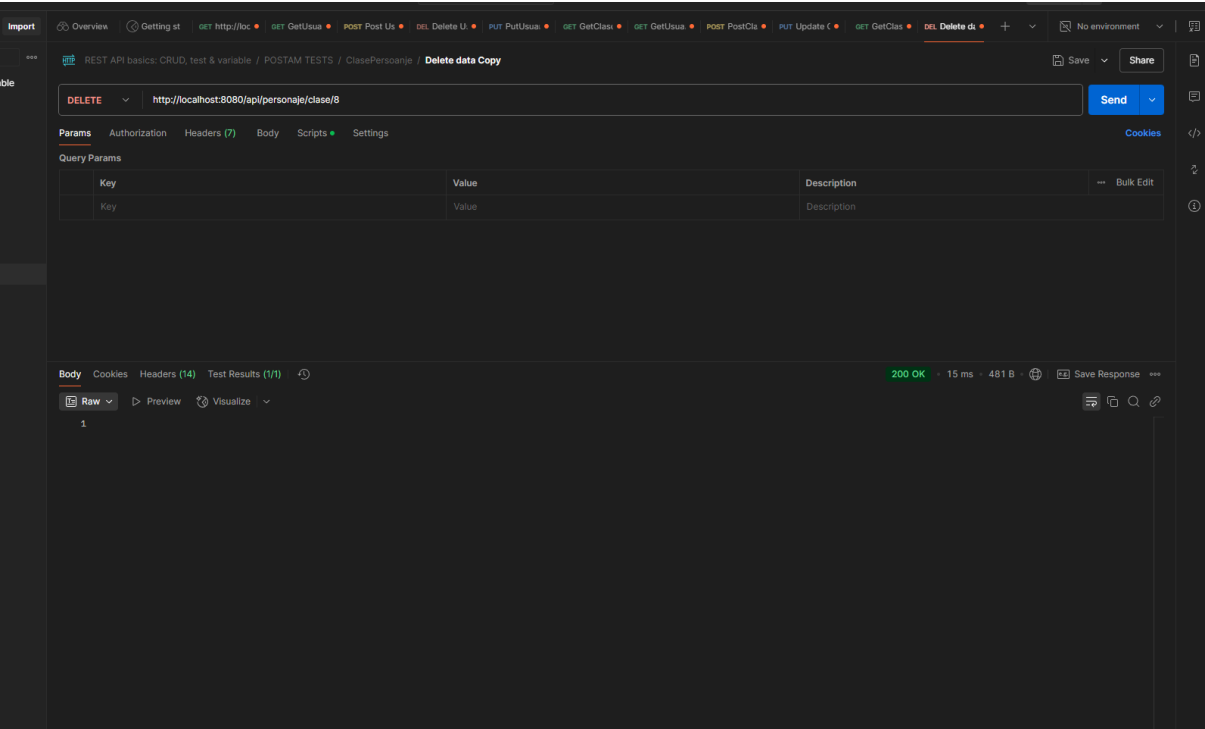 Import Overview Getting st GET http://loc GET GetUsua POST Post Us DEL Delete U PUT PutUsua GET GetClas GET GetUsua. POST PostCla PUT Update ( GET GetClas DEL Delete da + No environment
REST API basics: CRUD, test & variable / POSTAM TESTS / ClasePersoanje / Delete data Copy Save Share
ble
DELETE http://localhost:8080/api/personaje/clase/8 Send
Params Authorization Headers (7) Body Scripts Settings Cookies
Query Params
Key Value Description Bulk Edit
Key Value Description
Body Cookies Headers (14) Test Results (1/1) 200 OK 15 ms 481 B Save Response
Raw Preview Visualize
1